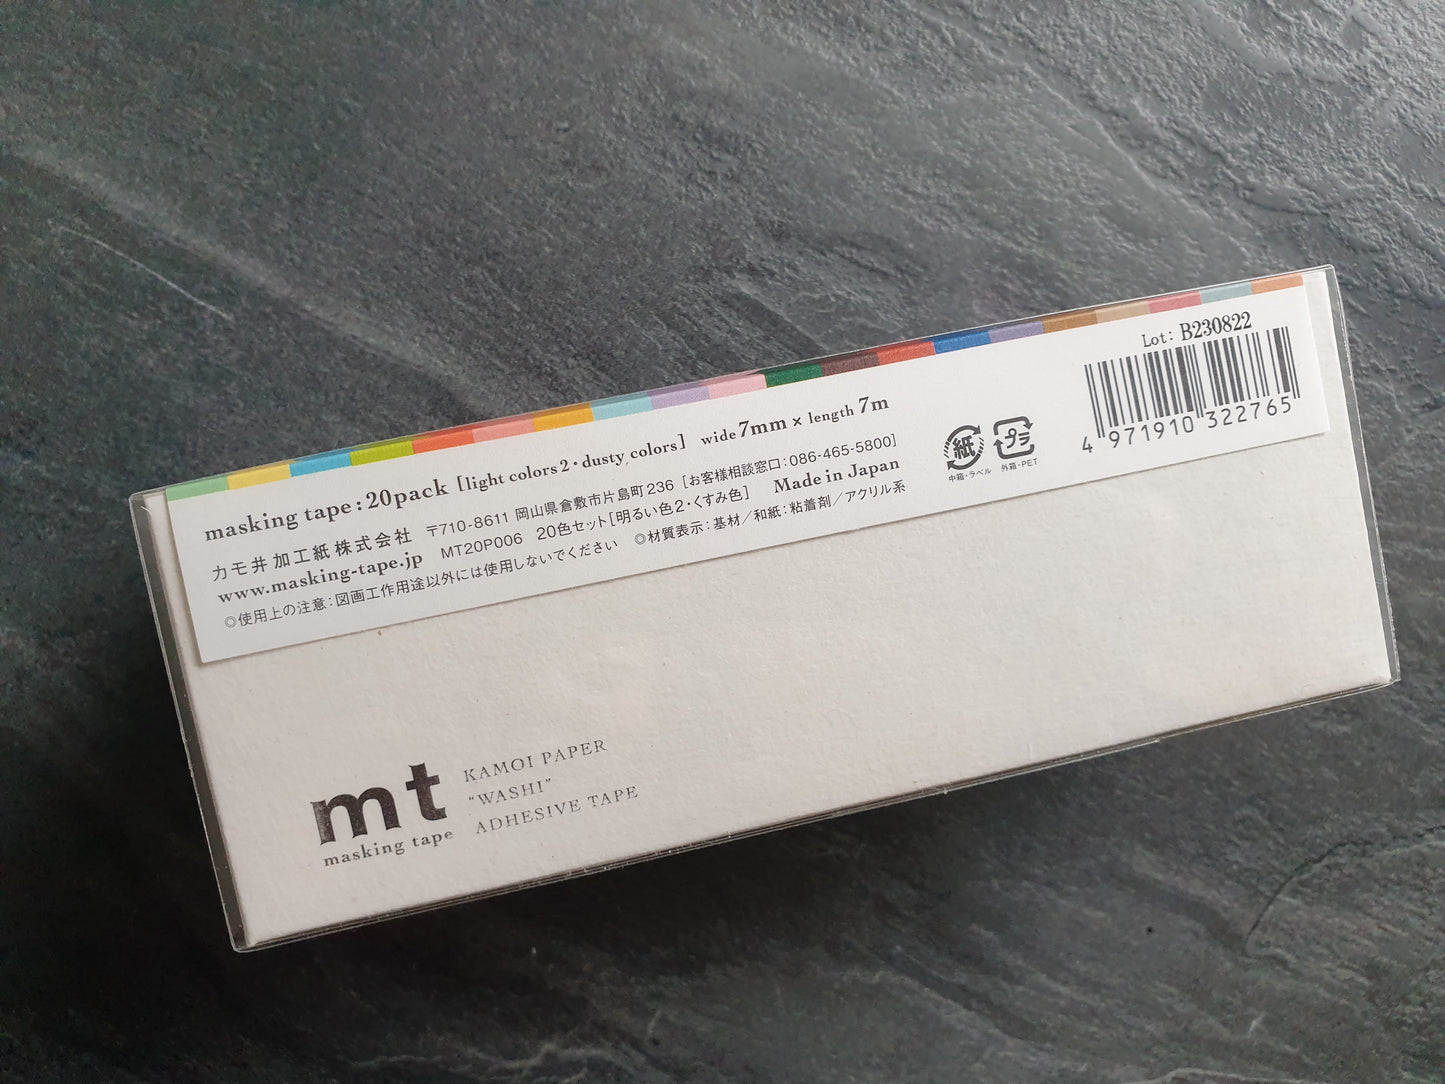 masking tape : 20pack [light colors 2・dusty colors] wide 7mm × length 7m
カモ井加工紙株式会社 〒710-8611 岡山県倉敷市片島町236 [お客様相談窓口:086-465-5800]
www.masking-tape.jp MT20P006 20色セット[明るい色2・くすみ色] Made in Japan
◎使用上の注意:図画工作用途以外には使用しないでください ◎材質表示:基材/和紙:粘着剤/アクリル系
紙
中箱・ラベル
プラ
外箱・PET
Lot: B230822
4 971910 322765
mt
masking tape
KAMOI PAPER
"WASHI"
ADHESIVE TAPE